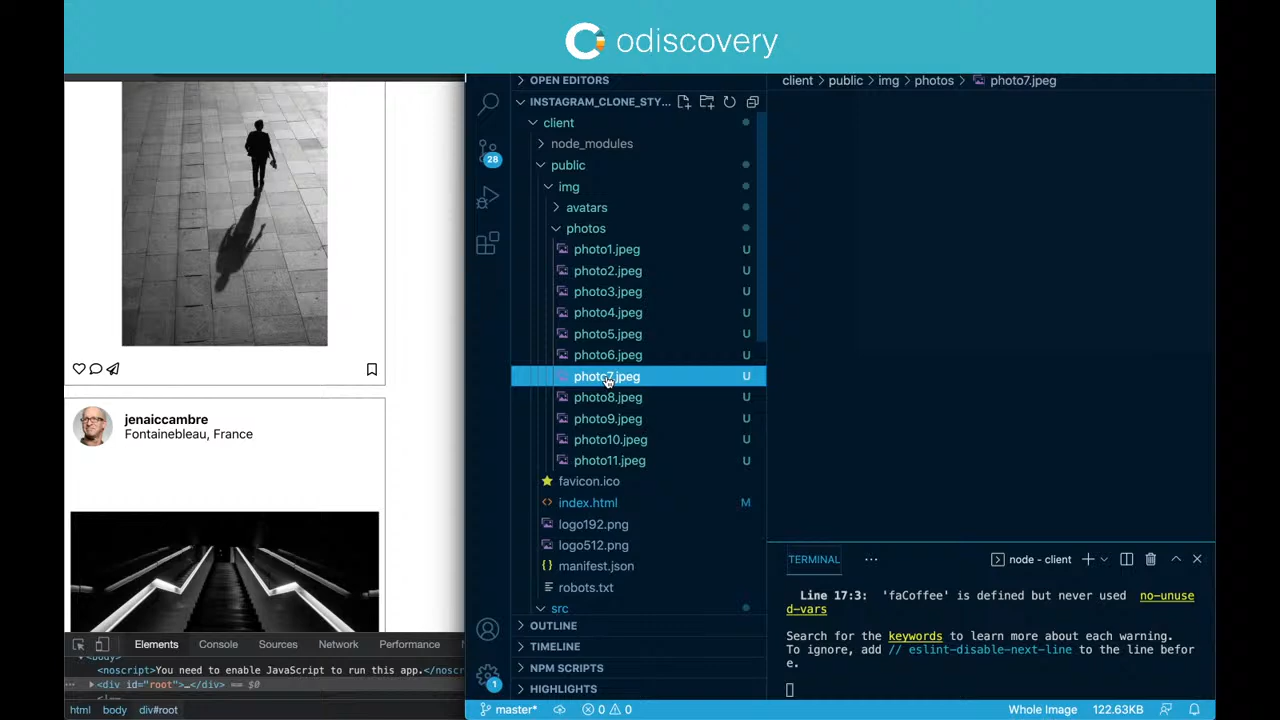 odiscovery
jenaiccambre
Fontainebleau, France
Elements Console Sources Network Performance
<body>
<noscript>You need to enable JavaScript to run this app.</nos
▶<div id="root">…</div> == $0
html body div#root
28
1
OPEN EDITORS
INSTAGRAM_CLONE_STY...
client
node_modules
public
img
avatars
photos
photo1.jpeg U
photo2.jpeg U
photo3.jpeg U
photo4.jpeg U
photo5.jpeg U
photo6.jpeg U
photo7.jpeg U
photo8.jpeg U
photo9.jpeg U
photo10.jpeg U
photo11.jpeg U
favicon.ico
index.html M
logo192.png
logo512.png
manifest.json
robots.txt
src
OUTLINE
TIMELINE
NPM SCRIPTS
HIGHLIGHTS
client > public > img > photos > photo7.jpeg
TERMINAL ... node - client
Line 17:3: 'faCoffee' is defined but never used no-unuse
d-vars
Search for the keywords to learn more about each warning.
To ignore, add // eslint-disable-next-line to the line befor
e.
master* 0 0 Whole Image 122.63KB